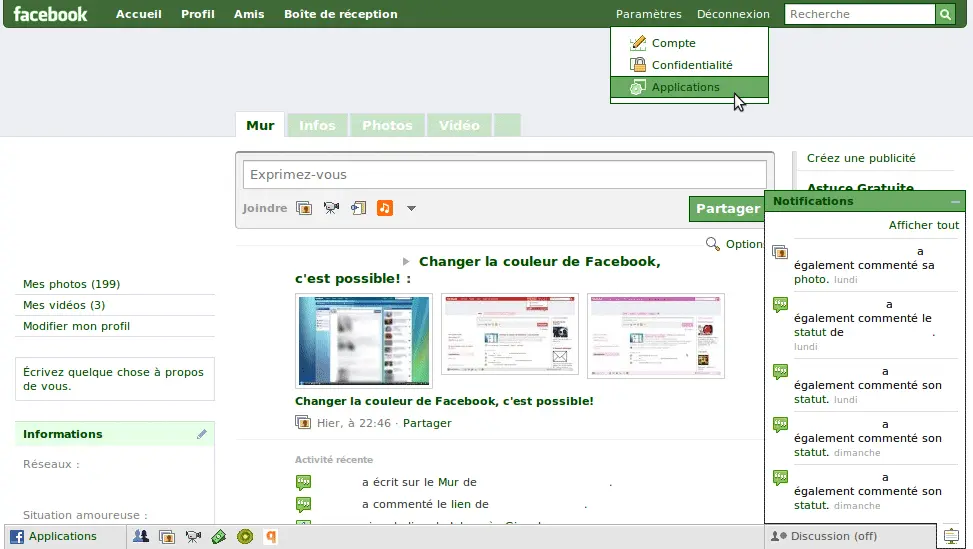 facebook Accueil Profil Amis Boîte de réception Paramètres Déconnexion Recherche
Compte
Confidentialité
Applications
Mur Infos Photos Vidéo
Exprimez-vous
Joindre
Partager
Options
Changer la couleur de Facebook,
c'est possible! :
Changer la couleur de Facebook, c'est possible!
Hier, à 22:46 · Partager
Activité récente
a écrit sur le Mur de .
a commenté le lien de .
Mes photos (199)
Mes vidéos (3)
Modifier mon profil
Écrivez quelque chose à propos
de vous.
Informations
Réseaux :
Situation amoureuse :
Créez une publicité
Astuce Gratuite
Notifications
Afficher tout
a
également commenté sa
photo. lundi
a
également commenté le
statut de .
lundi
a
également commenté son
statut. lundi
a
également commenté son
statut. dimanche
a
également commenté son
statut. dimanche
Applications
Discussion (off)